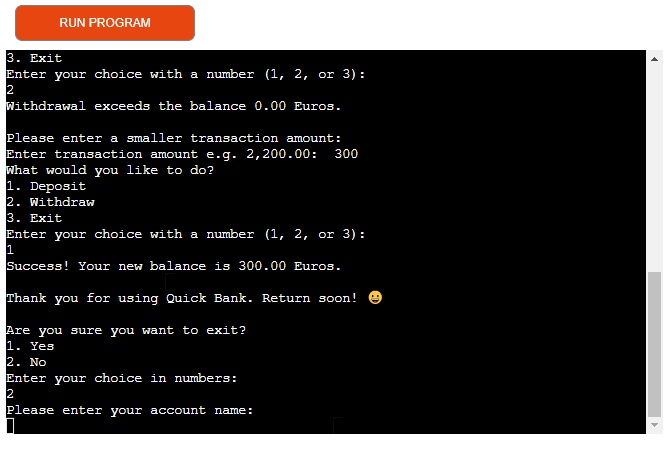 RUN PROGRAM
3. Exit
Enter your choice with a number (1, 2, or 3):
2
Withdrawal exceeds the balance 0.00 Euros.
Please enter a smaller transaction amount:
Enter transaction amount e.g. 2,200.00:  300
What would you like to do?
1. Deposit
2. Withdraw
3. Exit
Enter your choice with a number (1, 2, or 3):
1
Success! Your new balance is 300.00 Euros.
Thank you for using Quick Bank. Return soon! 😀
Are you sure you want to exit?
1. Yes
2. No
Enter your choice in numbers:
2
Please enter your account name: